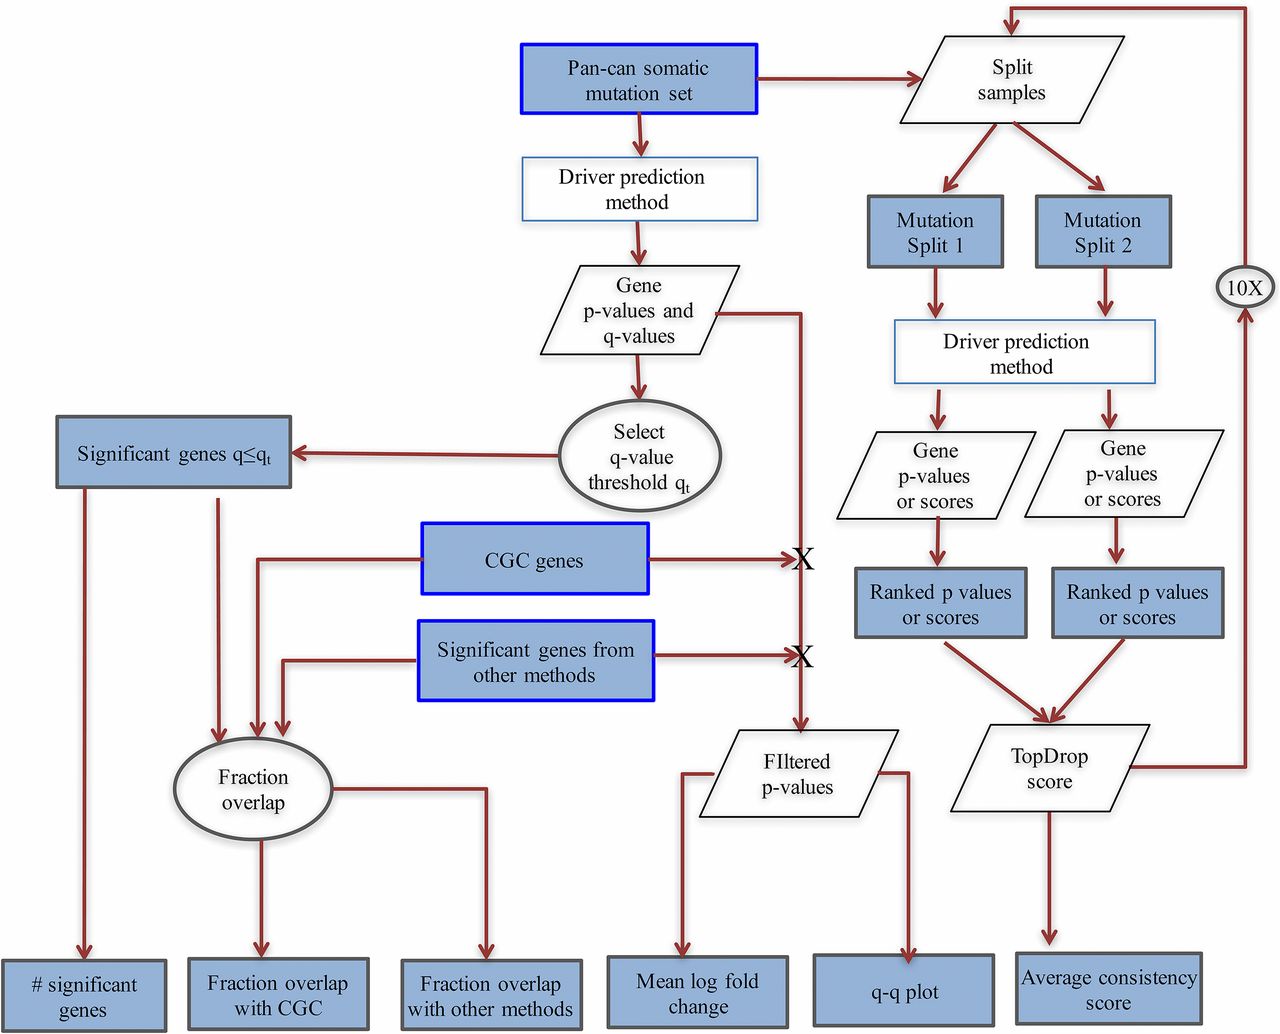 Pan-can somatic
mutation set
Split
samples
Driver prediction
method
Mutation
Split 1
Mutation
Split 2
Gene
p-values and
q-values
10X
Driver prediction
method
Select
q-value
threshold qt
Significant genes q≤qt
Gene
p-values
or scores
Gene
p-values
or scores
CGC genes
X
Ranked p values
or scores
Ranked p values
or scores
Significant genes from
other methods
X
Fraction
overlap
FIltered
p-values
TopDrop
score
# significant
genes
Fraction overlap
with CGC
Fraction overlap
with other methods
Mean log fold
change
q-q plot
Average consistency
score